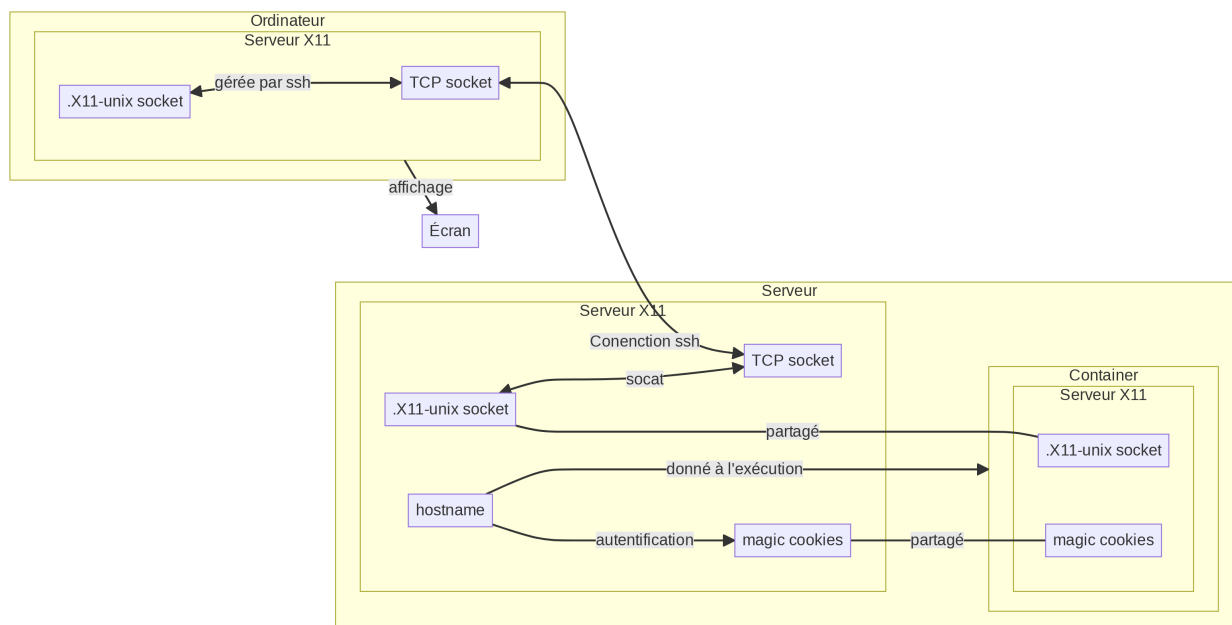 Ordinateur
Serveur X11
gérée par ssh
TCP socket
.X11-unix socket
affichage
Écran
Serveur
Serveur X11
Conenction ssh
TCP socket
socat
.X11-unix socket
Container
Serveur X11
partagé
.X11-unix socket
donné à l'exécution
hostname
autentification
magic cookies
partagé
magic cookies